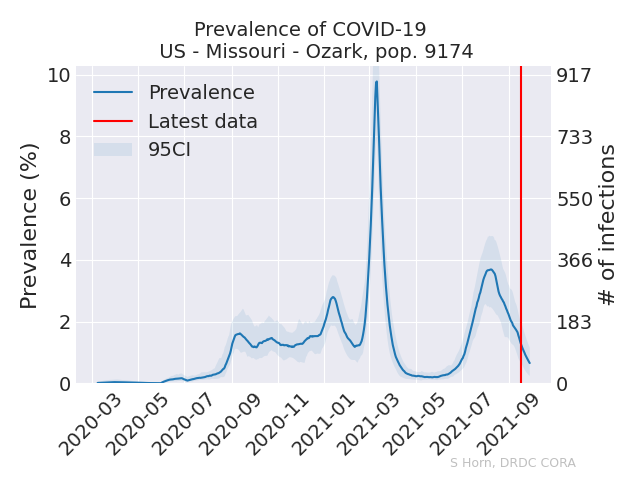 Prevalence of COVID-19
US - Missouri - Ozark, pop. 9174
Prevalence
Latest data
95CI
Prevalence (%)
10
8
6
4
2
0
917
733
550
366
183
0
# of infections
2020-03
2020-05
2020-07
2020-09
2020-11
2021-01
2021-03
2021-05
2021-07
2021-09
S Horn, DRDC CORA